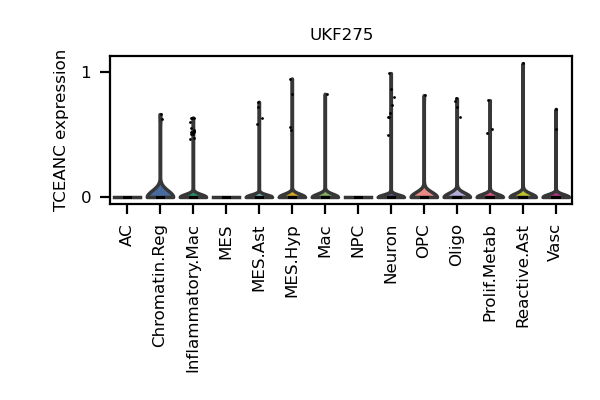 UKF275
TCEANC expression
1
0
AC
Chromatin.Reg
Inflammatory.Mac
MES
MES.Ast
MES.Hyp
Mac
NPC
Neuron
OPC
Oligo
Prolif.Metab
Reactive.Ast
Vasc